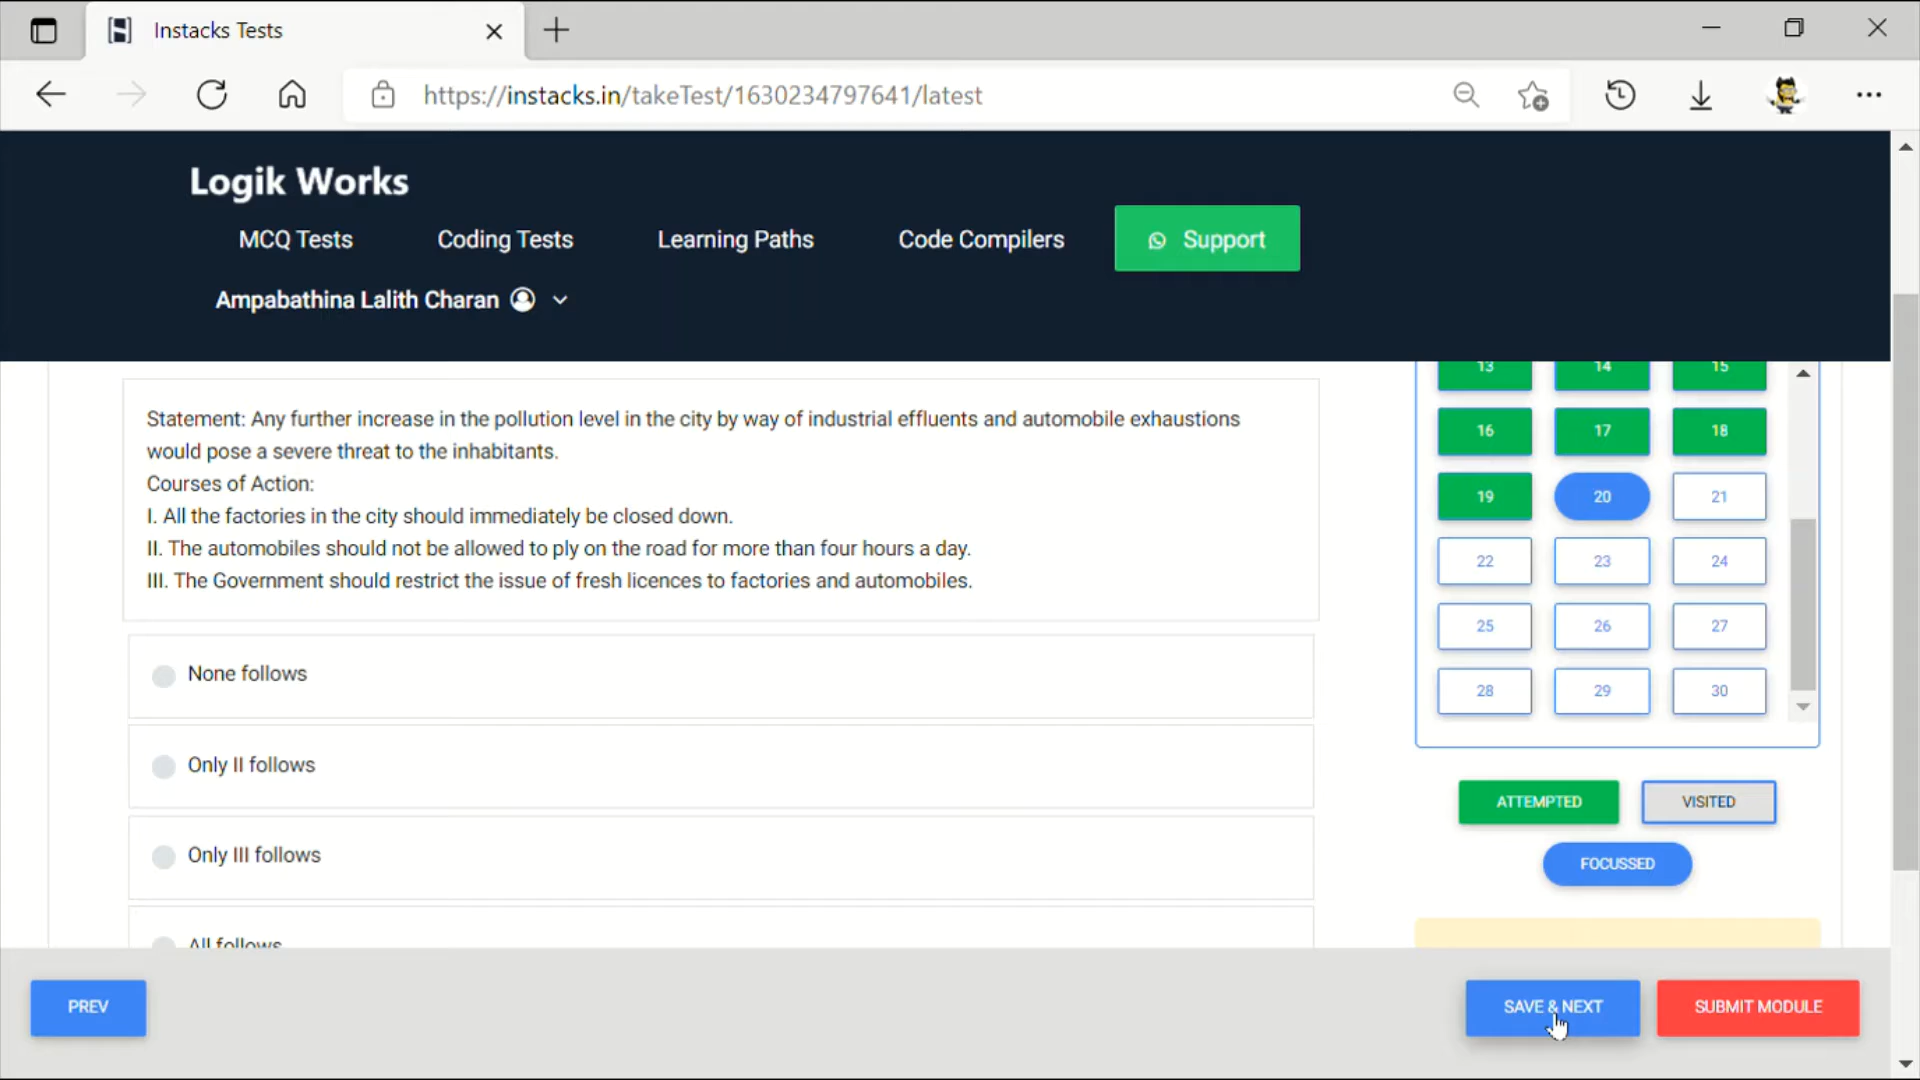 Instacks Tests
https://instacks.in/takeTest/1630234797641/latest
Logik Works
MCQ Tests
Coding Tests
Learning Paths
Code Compilers
Support
Ampabathina Lalith Charan
Statement: Any further increase in the pollution level in the city by way of industrial effluents and automobile exhaustions
would pose a severe threat to the inhabitants.
Courses of Action:
I. All the factories in the city should immediately be closed down.
II. The automobiles should not be allowed to ply on the road for more than four hours a day.
III. The Government should restrict the issue of fresh licences to factories and automobiles.
None follows
Only II follows
Only III follows
All follows
13 14 15
16 17 18
19 20 21
22 23 24
25 26 27
28 29 30
ATTEMPTED
VISITED
FOCUSSED
PREV
SAVE & NEXT
SUBMIT MODULE